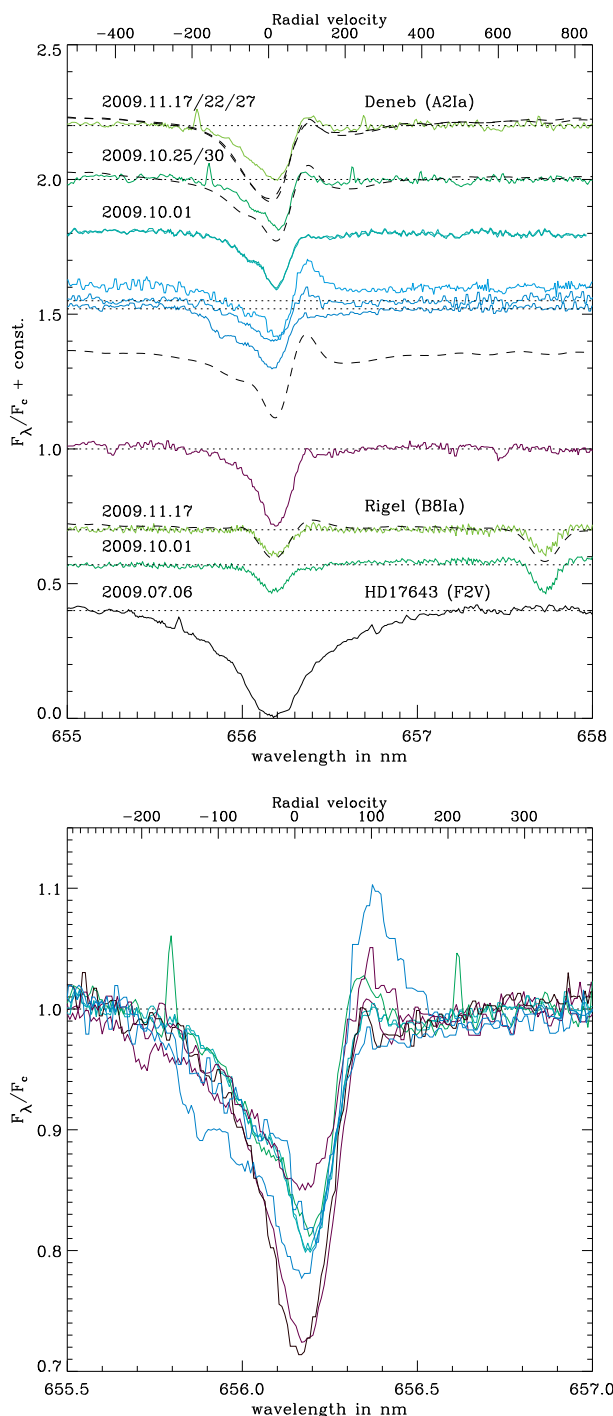 Radial velocity
-400 -200 0 200 400 600 800
2.5
2009.11.17/22/27 Deneb (A2Ia)
2009.10.25/30
2.0
2009.10.01
1.5
F_λ/F_c + const.
1.0
2009.11.17 Rigel (B8Ia)
2009.10.01
0.5
2009.07.06 HD17643 (F2V)
0.0
655 656 657 658
wavelength in nm
Radial velocity
-200 -100 0 100 200 300
1.1
1.0
F_λ/F_c
0.9
0.8
0.7
655.5 656.0 656.5 657.0
wavelength in nm